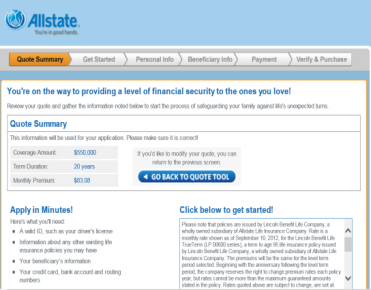 Allstate.
You're in good hands.
Quote Summary
Get Started
Personal Info
Beneficiary Info
Payment
Verify & Purchase
You're on the way to providing a level of financial security to the ones you love!
Review your quote and gather the information noted below to start the process of safeguarding your family against life's unexpected turns.
Quote Summary
This information will be used for your application. Please make sure it is correct!
Coverage Amount: $550,000
Term Duration: 20 years
Monthly Premium: $83.08
If you'd like to modify your quote, you can
return to the previous screen.
GO BACK TO QUOTE TOOL
Apply in Minutes!
Here's what you'll need:
A valid ID, such as your driver's license
Information about any other existing life
insurance policies you may have
Your beneficiary's information
Your credit card, bank account and routing
numbers
Click below to get started!
Please note that policies are issued by Lincoln Benefit Life Company, a
wholly owned subsidiary of Allstate Life Insurance Company. Rate is a
monthly rate shown as of September 10, 2012, for the Lincoln Benefit Life
TrueTerm (LP 00000 series), a term to age 95 life insurance policy issued
by Lincoln Benefit Life Company, a wholly owned subsidiary of Allstate Life
Insurance Company. The premiums will be the same for the level term
period selected. Beginning with the anniversary following the level term
period, the company reserves the right to change premium rates each policy
year, but rates cannot be more than the maximum guaranteed amounts
stated in the policy. Rates quoted above are subject to change, are not at